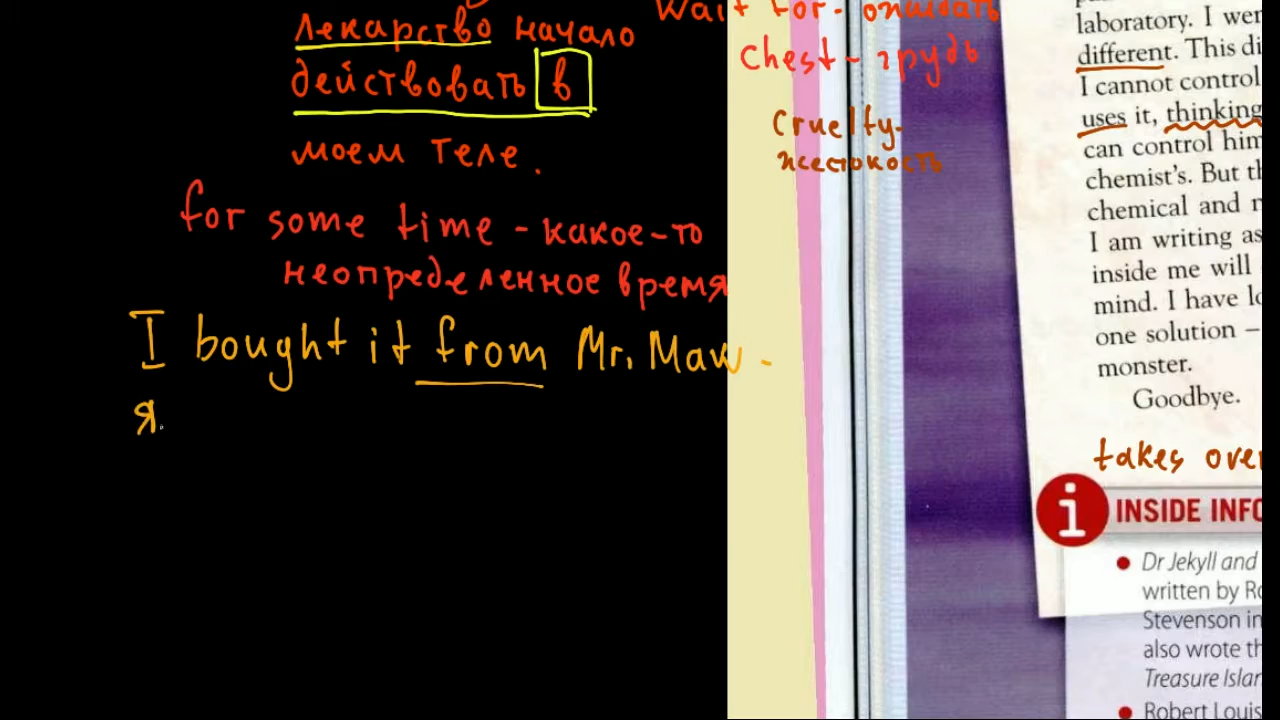 лекарство начало
действовать в
моем теле.
for some time - какое-то
неопределенное время
I bought it from Mr. Maw -
я
wait for - ожидать
Chest - грудь
Cruelty-
жестокость
laboratory. I wer
different. This di
I cannot control
uses it, thinking
can control him
chemist's. But th
chemical and n
I am writing as
inside me will
mind. I have lo
one solution –
monster.
Goodbye.
takes over
i INSIDE INFO
• Dr Jekyll and
written by Ro
Stevenson in
also wrote th
Treasure Islan
• Robert Louis